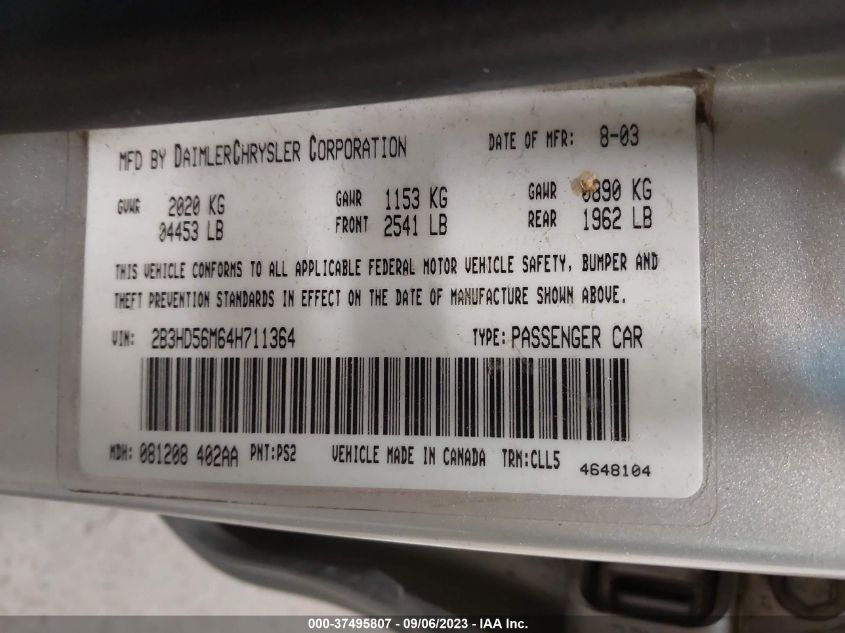 MFD BY DAIMLERCHRYSLER CORPORATION DATE OF MFR: 8-03
GVWR 2020 KG GAWR 1153 KG GAWR 0890 KG
04453 LB FRONT 2541 LB REAR 1962 LB
THIS VEHICLE CONFORMS TO ALL APPLICABLE FEDERAL MOTOR VEHICLE SAFETY, BUMPER AND
THEFT PREVENTION STANDARDS IN EFFECT ON THE DATE OF MANUFACTURE SHOWN ABOVE.
VIN: 2B3HD56M64H711364 TYPE: PASSENGER CAR
MDH: 081208 402AA PNT:PS2 VEHICLE MADE IN CANADA TRM:CLL5
4648104
000-37495807 - 09/06/2023 - IAA Inc.